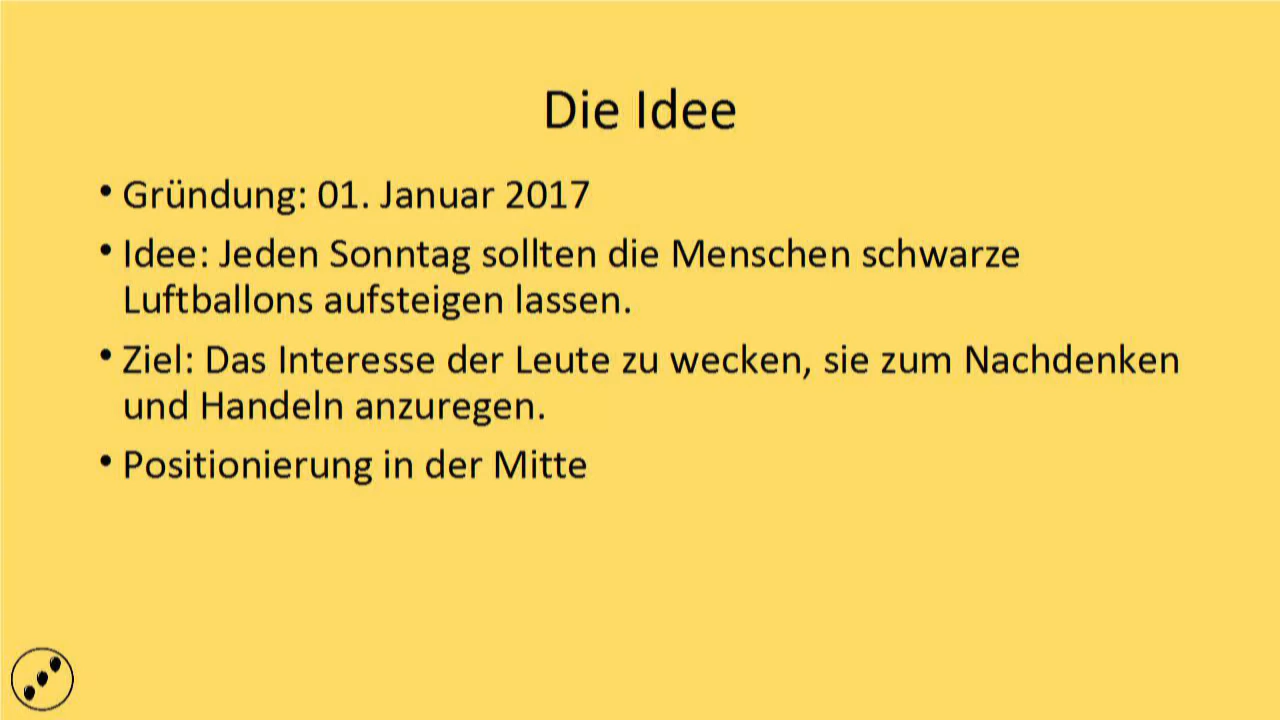 Die Idee
• Gründung: 01. Januar 2017
• Idee: Jeden Sonntag sollten die Menschen schwarze
Luftballons aufsteigen lassen.
• Ziel: Das Interesse der Leute zu wecken, sie zum Nachdenken
und Handeln anzuregen.
• Positionierung in der Mitte